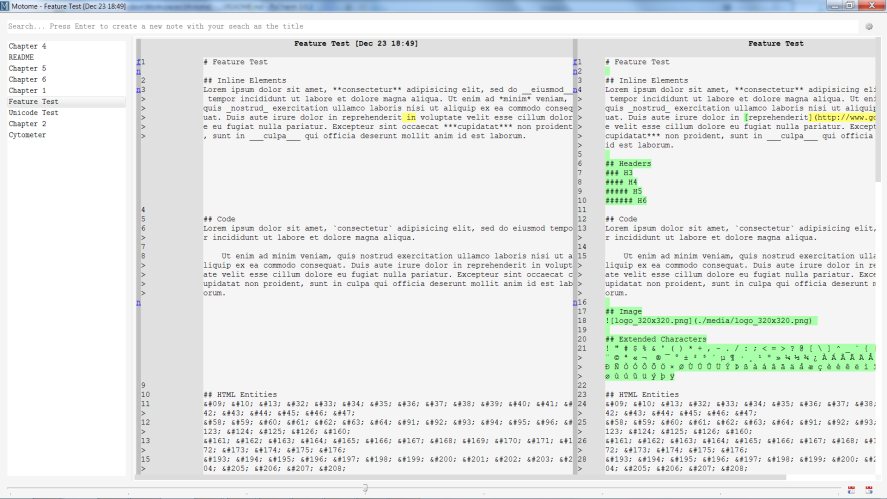 Motome - Feature Test [Dec 23 18:49]
Search... Press Enter to create a new note with your seach as the title
Chapter 4
README
Chapter 5
Chapter 6
Chapter 1
Feature Test
Unicode Test
Chapter 2
Cytometer
Feature Test [Dec 23 18:49]
f1 # Feature Test
n
2 ## Inline Elements
n3 Lorem ipsum dolor sit amet, **consectetur** adipisicing elit, sed do __eiusmod__
> tempor incididunt ut labore et dolore magna aliqua. Ut enim ad *minim* veniam,
> quis _nostrud_ exercitation ullamco laboris nisi ut aliquip ex ea commodo conseq
> uat. Duis aute irure dolor in reprehenderit in voluptate velit esse cillum dolor
> e eu fugiat nulla pariatur. Excepteur sint occaecat ***cupidatat*** non proident
> , sunt in ___culpa___ qui officia deserunt mollit anim id est laborum.
4
5 ## Code
6 Lorem ipsum dolor sit amet, `consectetur` adipisicing elit, sed do eiusmod tempo
> r incididunt ut labore et dolore magna aliqua.
7
8 Ut enim ad minim veniam, quis nostrud exercitation ullamco laboris nisi ut a
> liquip ex ea commodo consequat. Duis aute irure dolor in reprehenderit in volupt
> ate velit esse cillum dolore eu fugiat nulla pariatur. Excepteur sint occaecat c
> upidatat non proident, sunt in culpa qui officia deserunt mollit anim id est lab
> orum.
n
9
10 ## HTML Entities
11 &#09; &#10; &#13; &#32; &#33; &#34; &#35; &#36; &#37; &#38; &#39; &#40; &#41; &#
> 42; &#43; &#44; &#45; &#46; &#47;
12 &#58; &#59; &#60; &#61; &#62; &#63; &#64; &#91; &#92; &#93; &#94; &#95; &#96; &#
> 123; &#124; &#125; &#126; &#160;
13 &#161; &#162; &#163; &#164; &#165; &#166; &#167; &#168; &#169; &#170; &#171; &#1
> 72; &#173; &#174; &#175; &#176;
15 &#193; &#194; &#195; &#196; &#197; &#198; &#199; &#200; &#201; &#202; &#203; &#2
> 04; &#205; &#206; &#207; &#208;
Feature Test
f1 # Feature Test
n2
3 ## Inline Elements
n4 Lorem ipsum dolor sit amet, **consectetur** adipisicing elit,
> tempor incididunt ut labore et dolore magna aliqua. Ut enim
> quis _nostrud_ exercitation ullamco laboris nisi ut aliquip e
> uat. Duis aute irure dolor in [reprehenderit](http://www.go
> e velit esse cillum dolore eu fugiat nulla pariatur. Excepteu
> cupidatat*** non proident, sunt in ___culpa___ qui officia de
> id est laborum.
5
6 ## Headers
7 ### H3
8 #### H4
9 ##### H5
10 ###### H6
11
12 ## Code
13 Lorem ipsum dolor sit amet, `consectetur` adipisicing elit,
> r incididunt ut labore et dolore magna aliqua.
14
15 Ut enim ad minim veniam, quis nostrud exercitation ullamc
> liquip ex ea commodo consequat. Duis aute irure dolor in re
> ate velit esse cillum dolore eu fugiat nulla pariatur. Except
> upidatat non proident, sunt in culpa qui officia deserunt mol
> orum.
n16
17 ## Image
18 ![logo_320x320.png](./media/logo_320x320.png)
19
20 ## Extended Characters
21 ! " # $ % & ' ( ) * + , - . / : ; < = > ? @ [ \ ] ^ _ ` {
22
23 ## HTML Entities
24 &#09; &#10; &#13; &#32; &#33; &#34; &#35; &#36; &#37; &#38;
> 42; &#43; &#44; &#45; &#46; &#47;
25 &#58; &#59; &#60; &#61; &#62; &#63; &#64; &#91; &#92; &#93;
> 123; &#124; &#125; &#126; &#160;
26 &#161; &#162; &#163; &#164; &#165; &#166; &#167; &#168;
> 72; &#173; &#174; &#175; &#176;
28 &#193; &#194; &#195; &#196; &#197; &#198; &#199; &#200;
> 04; &#205; &#206; &#207; &#208;